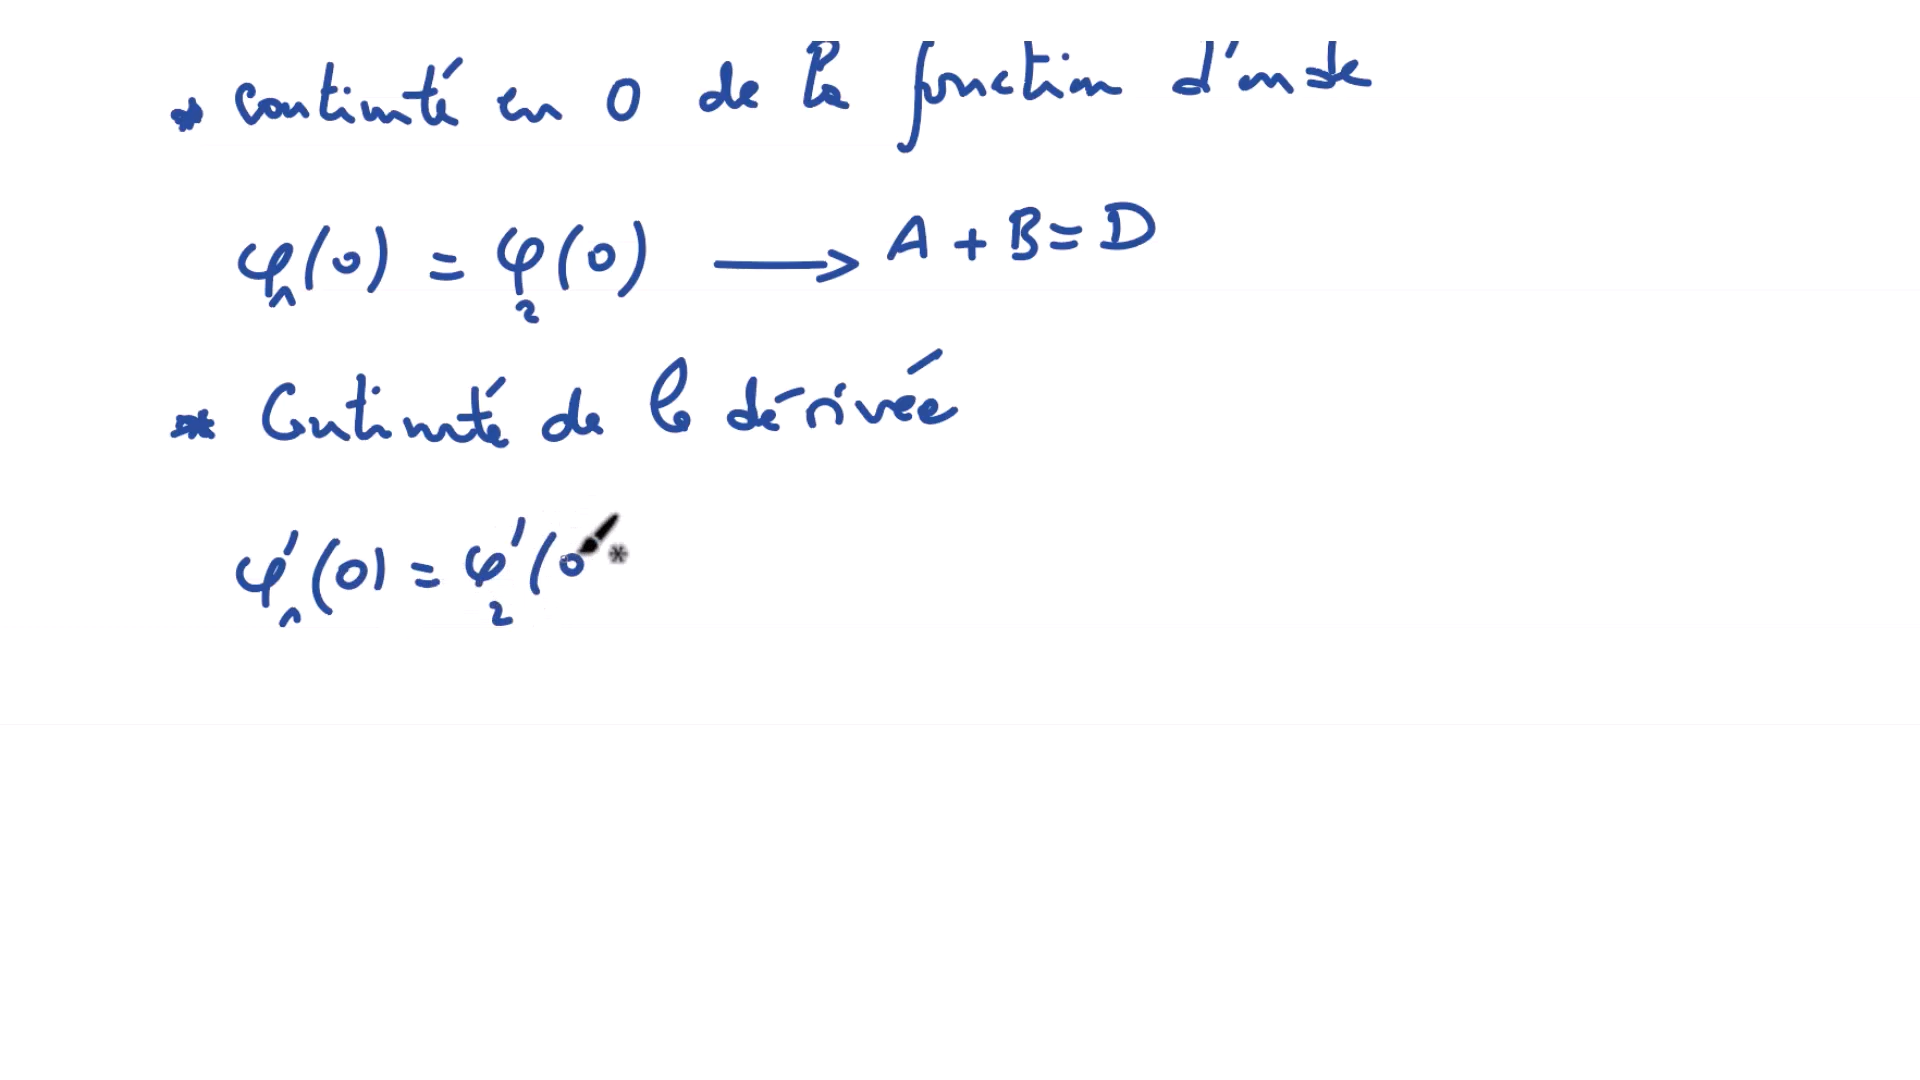 * continuité en 0 de la fonction d'onde
φ₁(0) = φ₂(0) ⟶ A + B = D
* Continuité de la dérivée
φ'₁(0) = φ'₂(0